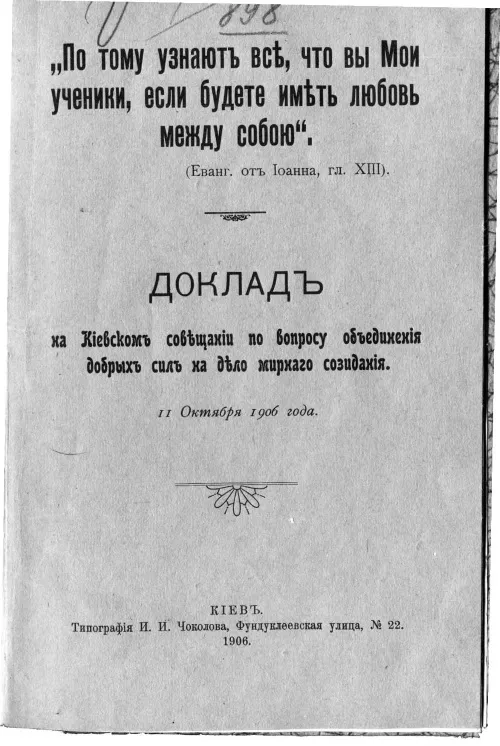 898
„По тому узнаютъ всѣ, что вы Мои
ученики, если будете имѣть любовь
между собою“.
(Еванг. отъ Іоанна, гл. XIII).
ДОКЛАДЪ
на Кіевскомъ совѣщаніи по вопросу объединенія
добрыхъ силъ на дѣло мирнаго созиданія.
11 Октября 1906 года.
КІЕВЪ.
Типографія И. И. Чоколова, Фундуклеевская улица, № 22.
1906.